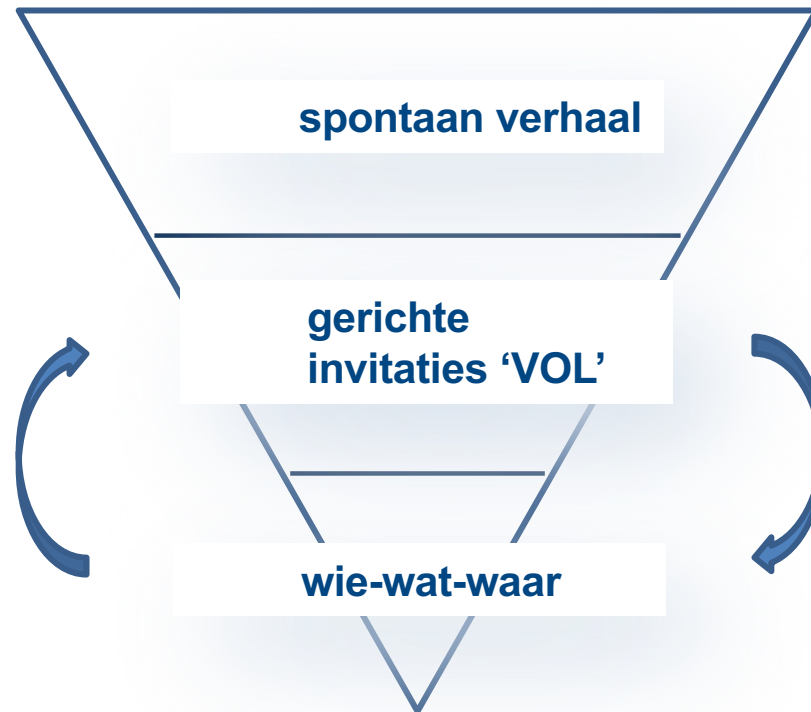 spontaan verhaal
gerichte
invitaties ‘VOL’
wie-wat-waar